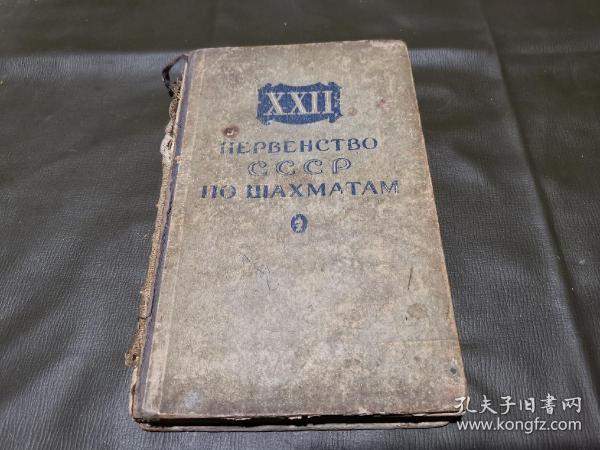 XXII
ПЕРВЕНСТВО
СССР
ПО ШАХМАТАМ
孔夫子旧书网
www.kongfz.com